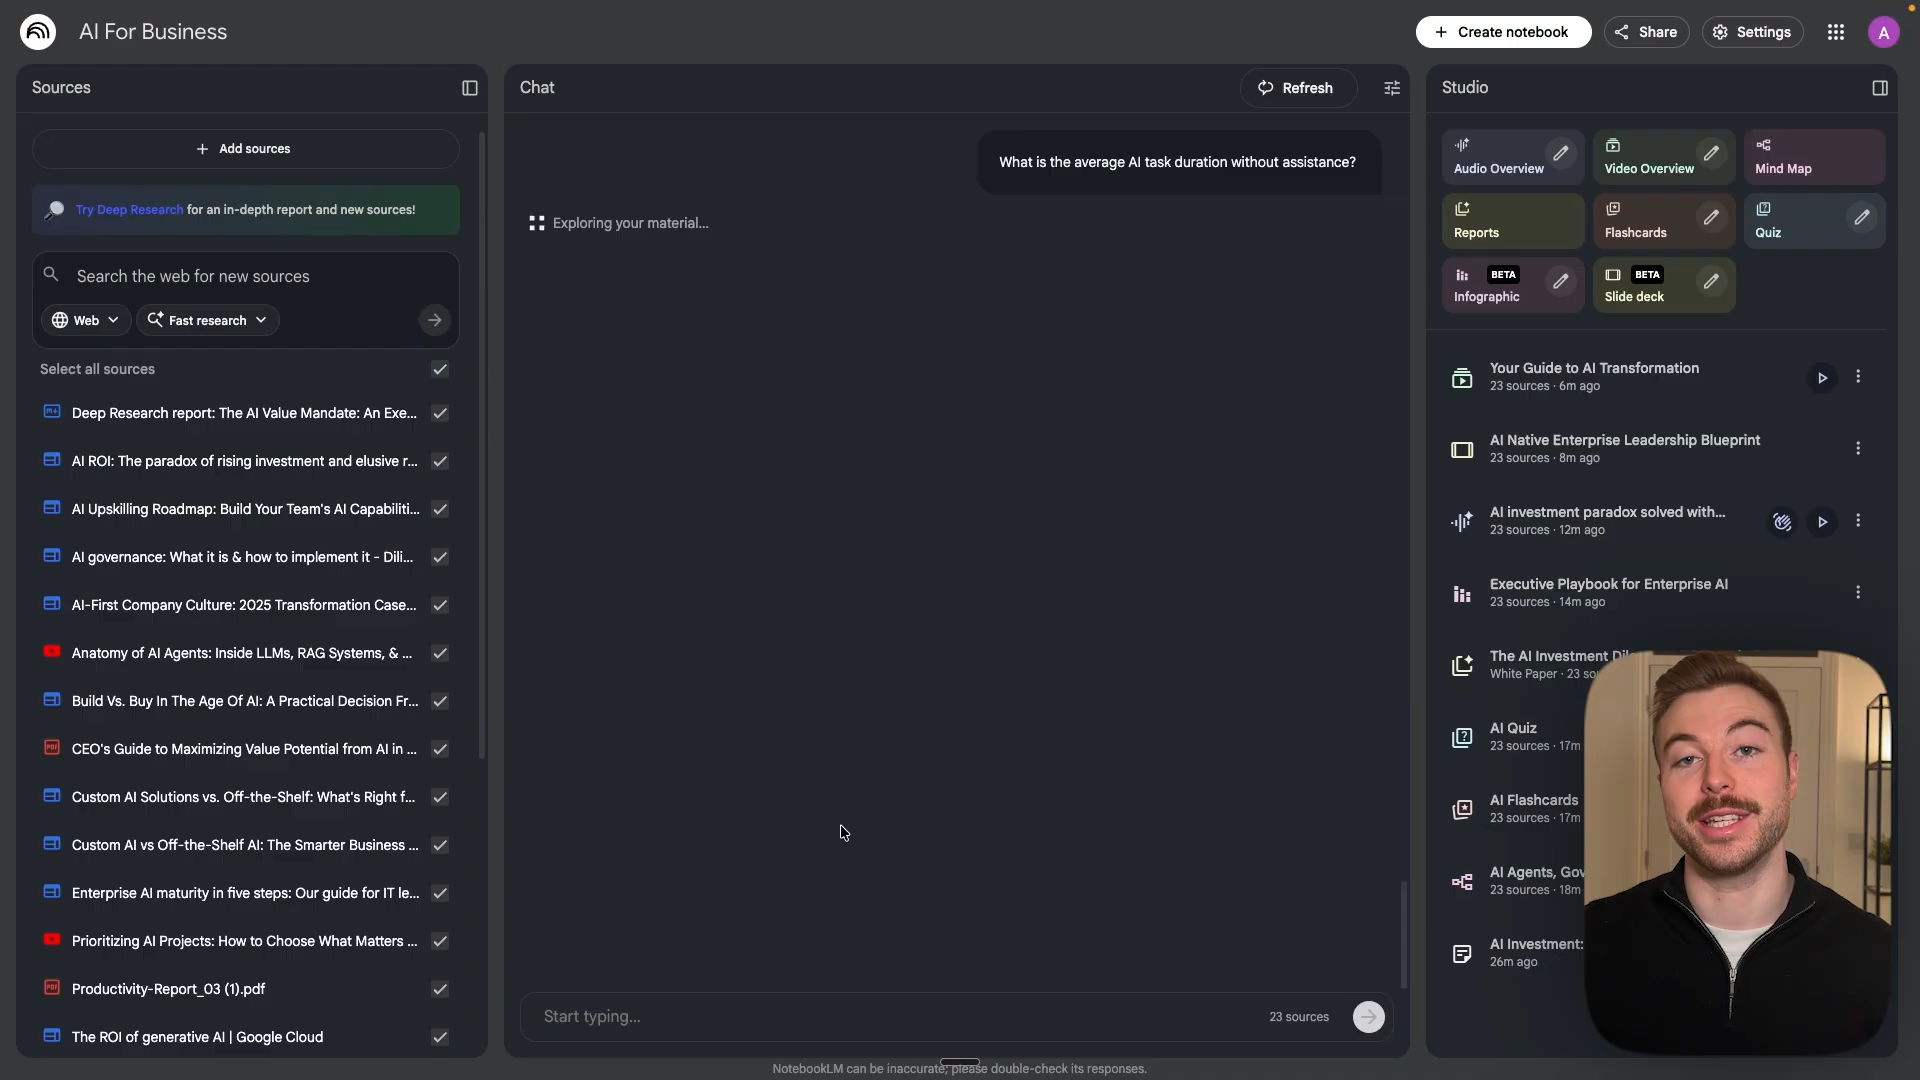 AI For Business
Create notebook
Share
Settings
A
Sources
Add sources
Try Deep Research for an in-depth report and new sources!
Search the web for new sources
Web
Fast research
Select all sources
Deep Research report: The AI Value Mandate: An Exe...
AI ROI: The paradox of rising investment and elusive r...
AI Upskilling Roadmap: Build Your Team's AI Capabiliti...
AI governance: What it is & how to implement it - Dili...
AI-First Company Culture: 2025 Transformation Case...
Anatomy of AI Agents: Inside LLMs, RAG Systems, & ...
Build Vs. Buy In The Age Of AI: A Practical Decision Fr...
CEO's Guide to Maximizing Value Potential from AI in ...
Custom AI Solutions vs. Off-the-Shelf: What's Right f...
Custom AI vs Off-the-Shelf AI: The Smarter Business ...
Enterprise AI maturity in five steps: Our guide for IT le...
Prioritizing AI Projects: How to Choose What Matters ...
Productivity-Report_03 (1).pdf
The ROI of generative AI | Google Cloud
Chat
Refresh
What is the average AI task duration without assistance?
Exploring your material...
Start typing...
23 sources
NotebookLM can be inaccurate; please double-check its responses.
Studio
Audio Overview
Video Overview
Mind Map
Reports
Flashcards
Quiz
BETA
Infographic
BETA
Slide deck
Your Guide to AI Transformation
23 sources · 6m ago
AI Native Enterprise Leadership Blueprint
23 sources · 8m ago
AI investment paradox solved with...
23 sources · 12m ago
Executive Playbook for Enterprise AI
23 sources · 14m ago
The AI Investment
White Paper · 23
AI Quiz
23 sources · 17m
AI Flashcards
23 sources · 17m
AI Agents,
23 sources · 18m
AI Investment:
26m ago